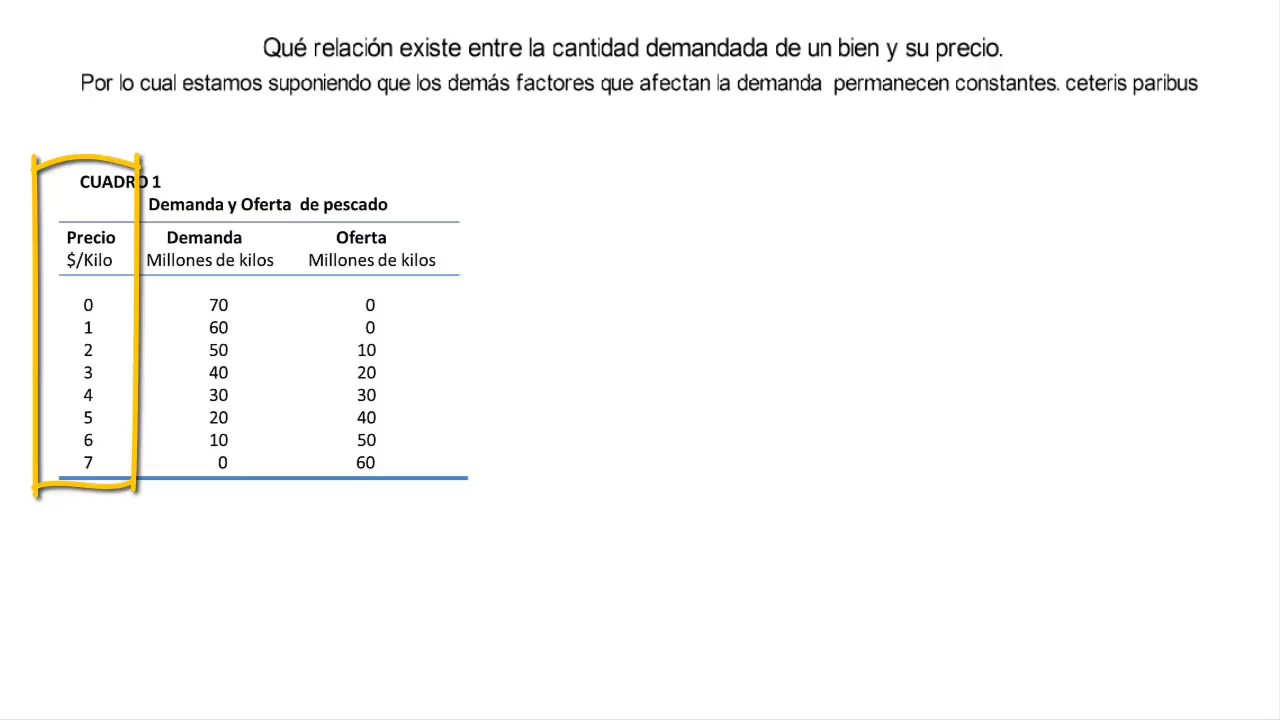 Qué relación existe entre la cantidad demandada de un bien y su precio.
Por lo cual estamos suponiendo que los demás factores que afectan la demanda permanecen constantes. ceteris paribus
CUADRO 1
Demanda y Oferta de pescado
Precio Demanda Oferta
$/Kilo Millones de kilos Millones de kilos
0 70 0
1 60 0
2 50 10
3 40 20
4 30 30
5 20 40
6 10 50
7 0 60